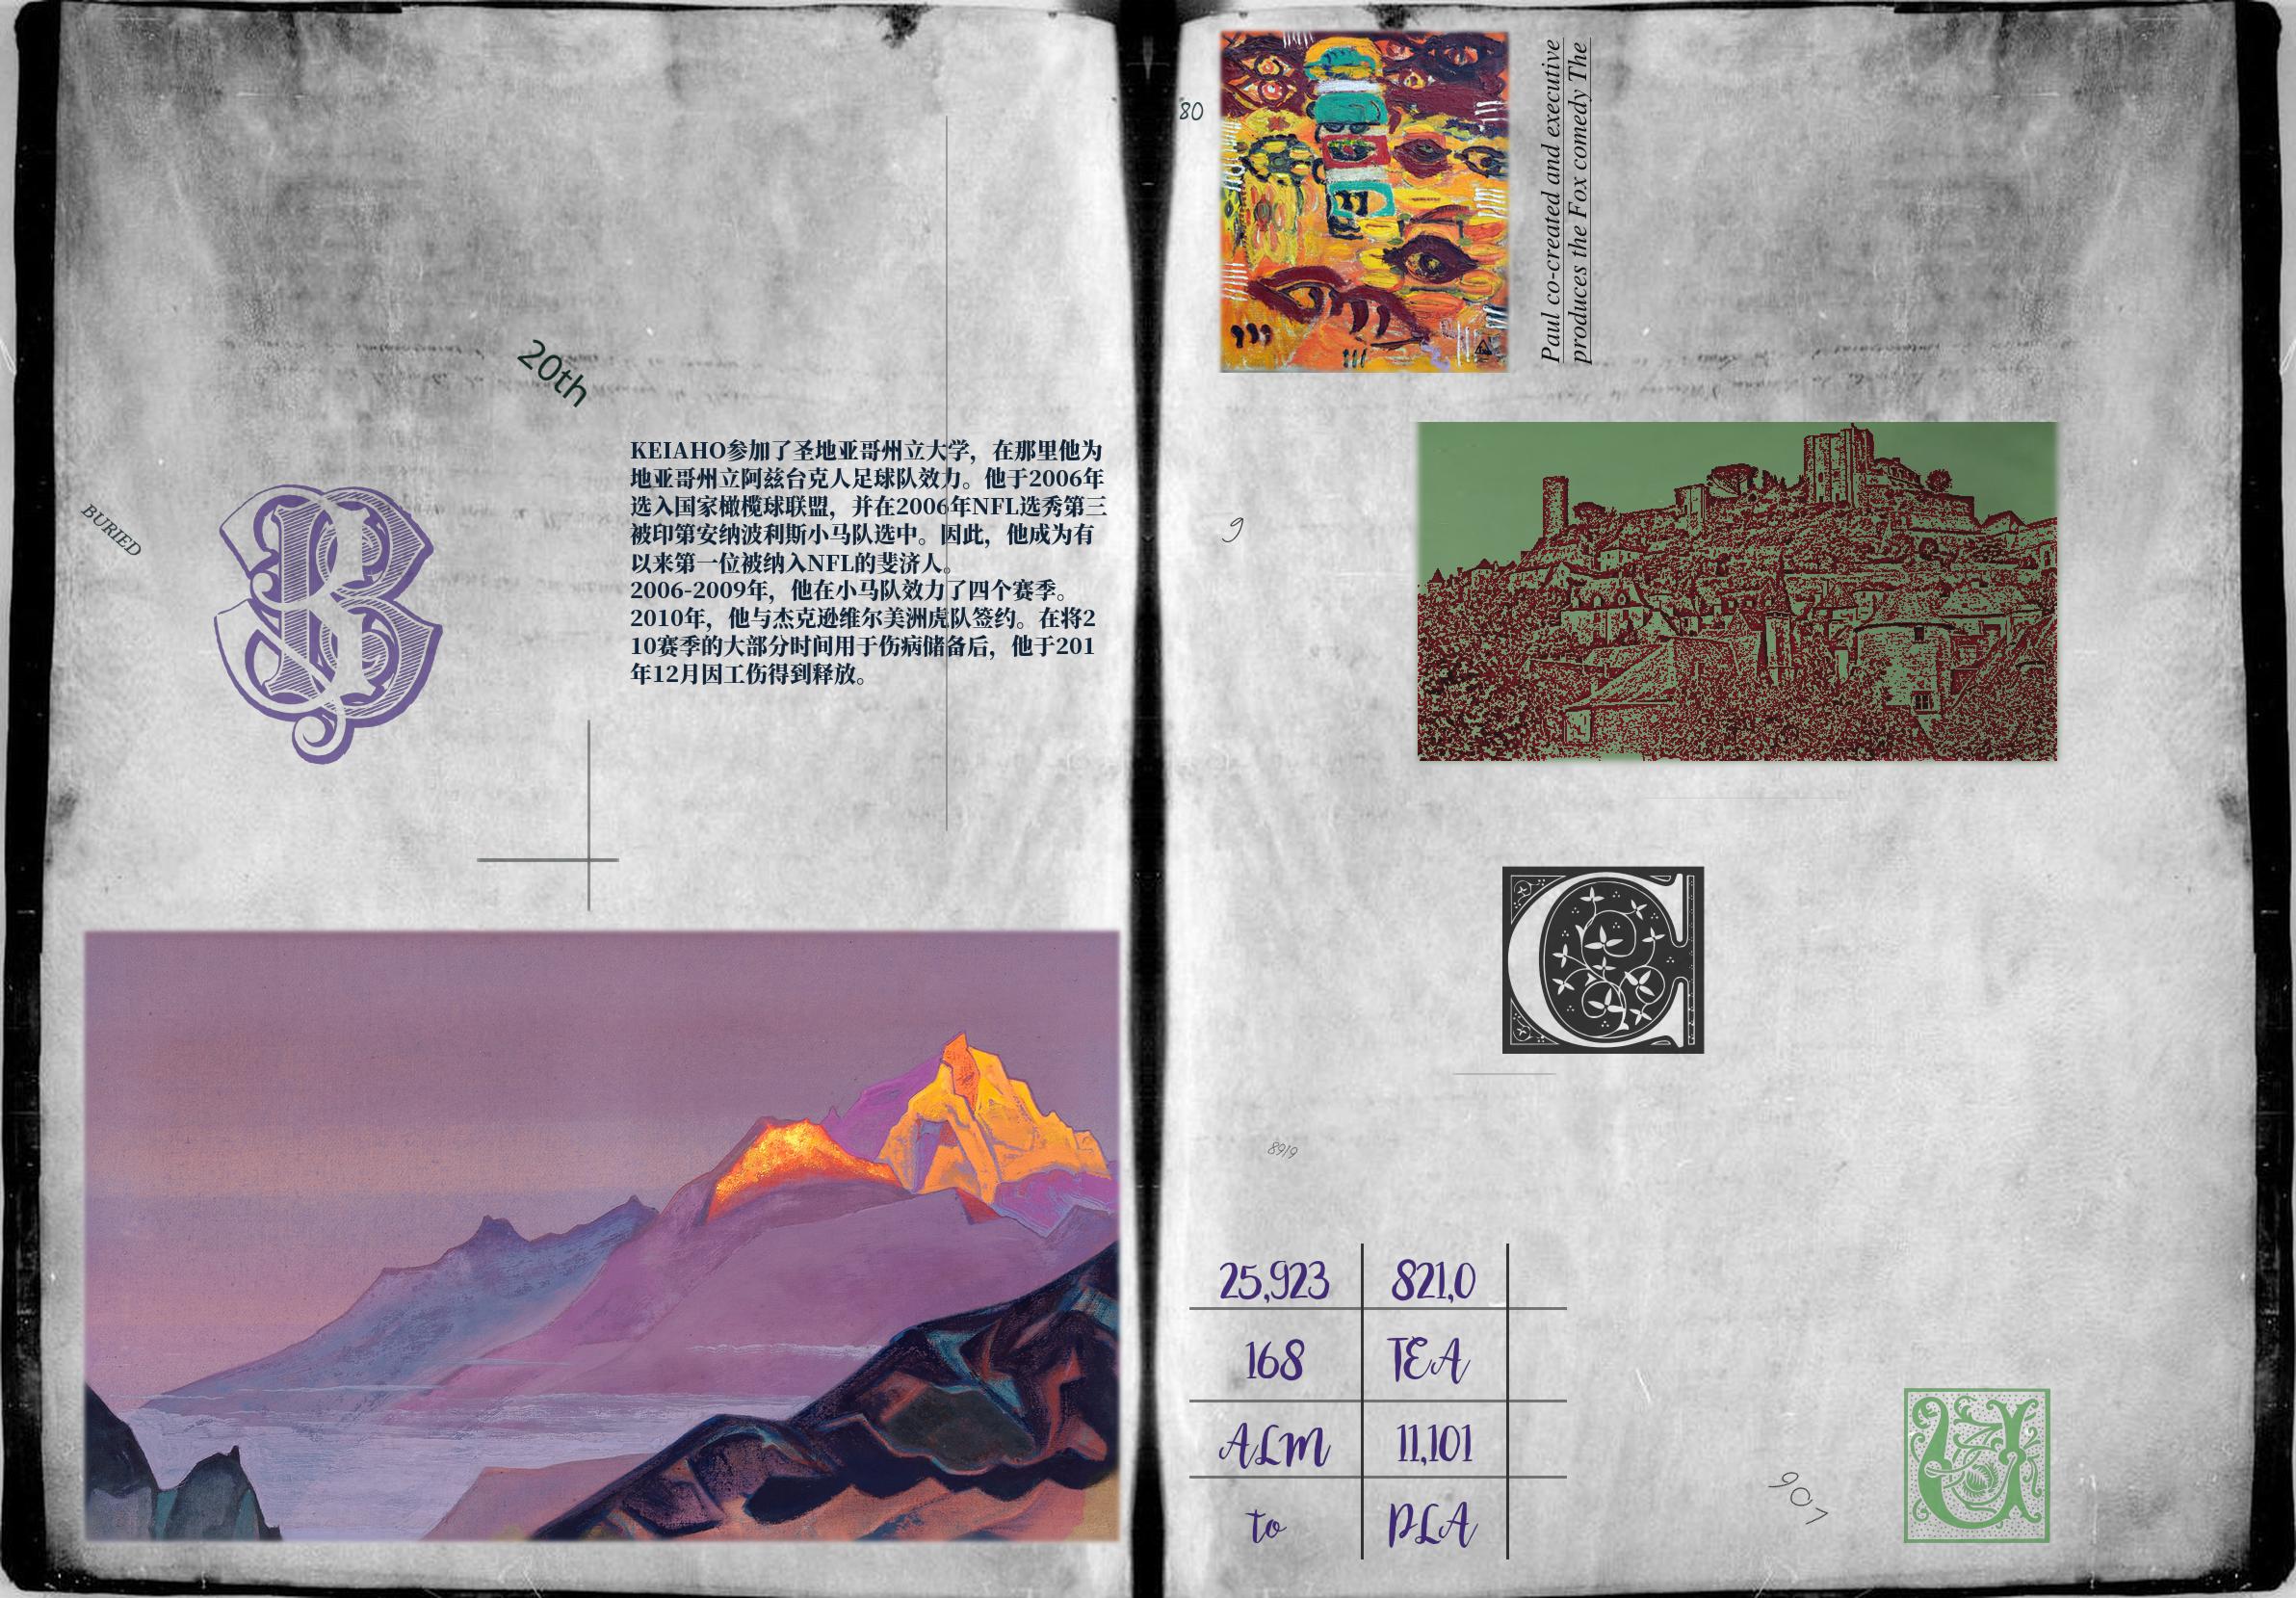 20th
BURIED
B
KEIAHO参加了圣地亚哥州立大学，在那里他为
地亚哥州立阿兹台克人足球队效力。他于2006年
选入国家橄榄球联盟，并在2006年NFL选秀第三
被印第安纳波利斯小马队选中。因此，他成为有
以来第一位被纳入NFL的斐济人。
2006-2009年，他在小马队效力了四个赛季。
2010年，他与杰克逊维尔美洲虎队签约。在将2
10赛季的大部分时间用于伤病储备后，他于201
年12月因工伤得到释放。
80
Paul co-created and executive
produces the Fox comedy The
9
C
8919
25,923 821,0
168 TEA
ALM 11,101
to PLA
907
U